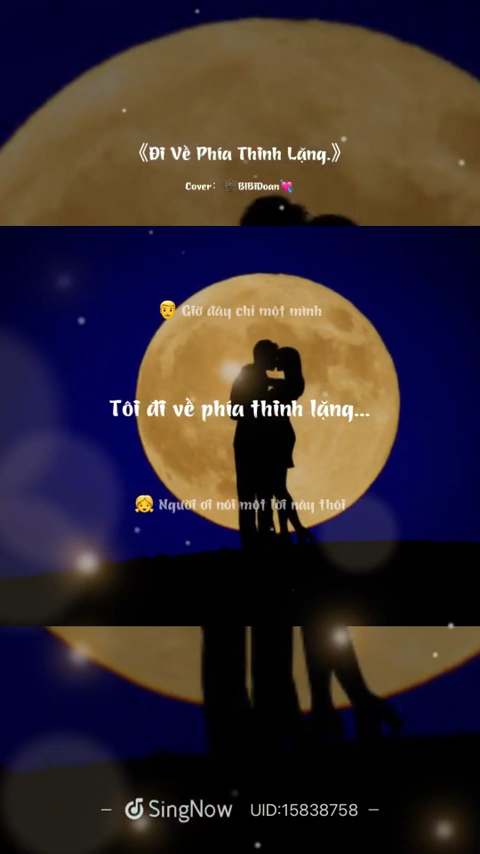 《Đi Về Phía Thinh Lặng.》
Cover: BiBiDoan💘
👨 Giờ đây chỉ một mình
Tôi đi về phía thinh lặng...
👧 Người ơi nói một lời này thôi
– SingNow UID:15838758 –